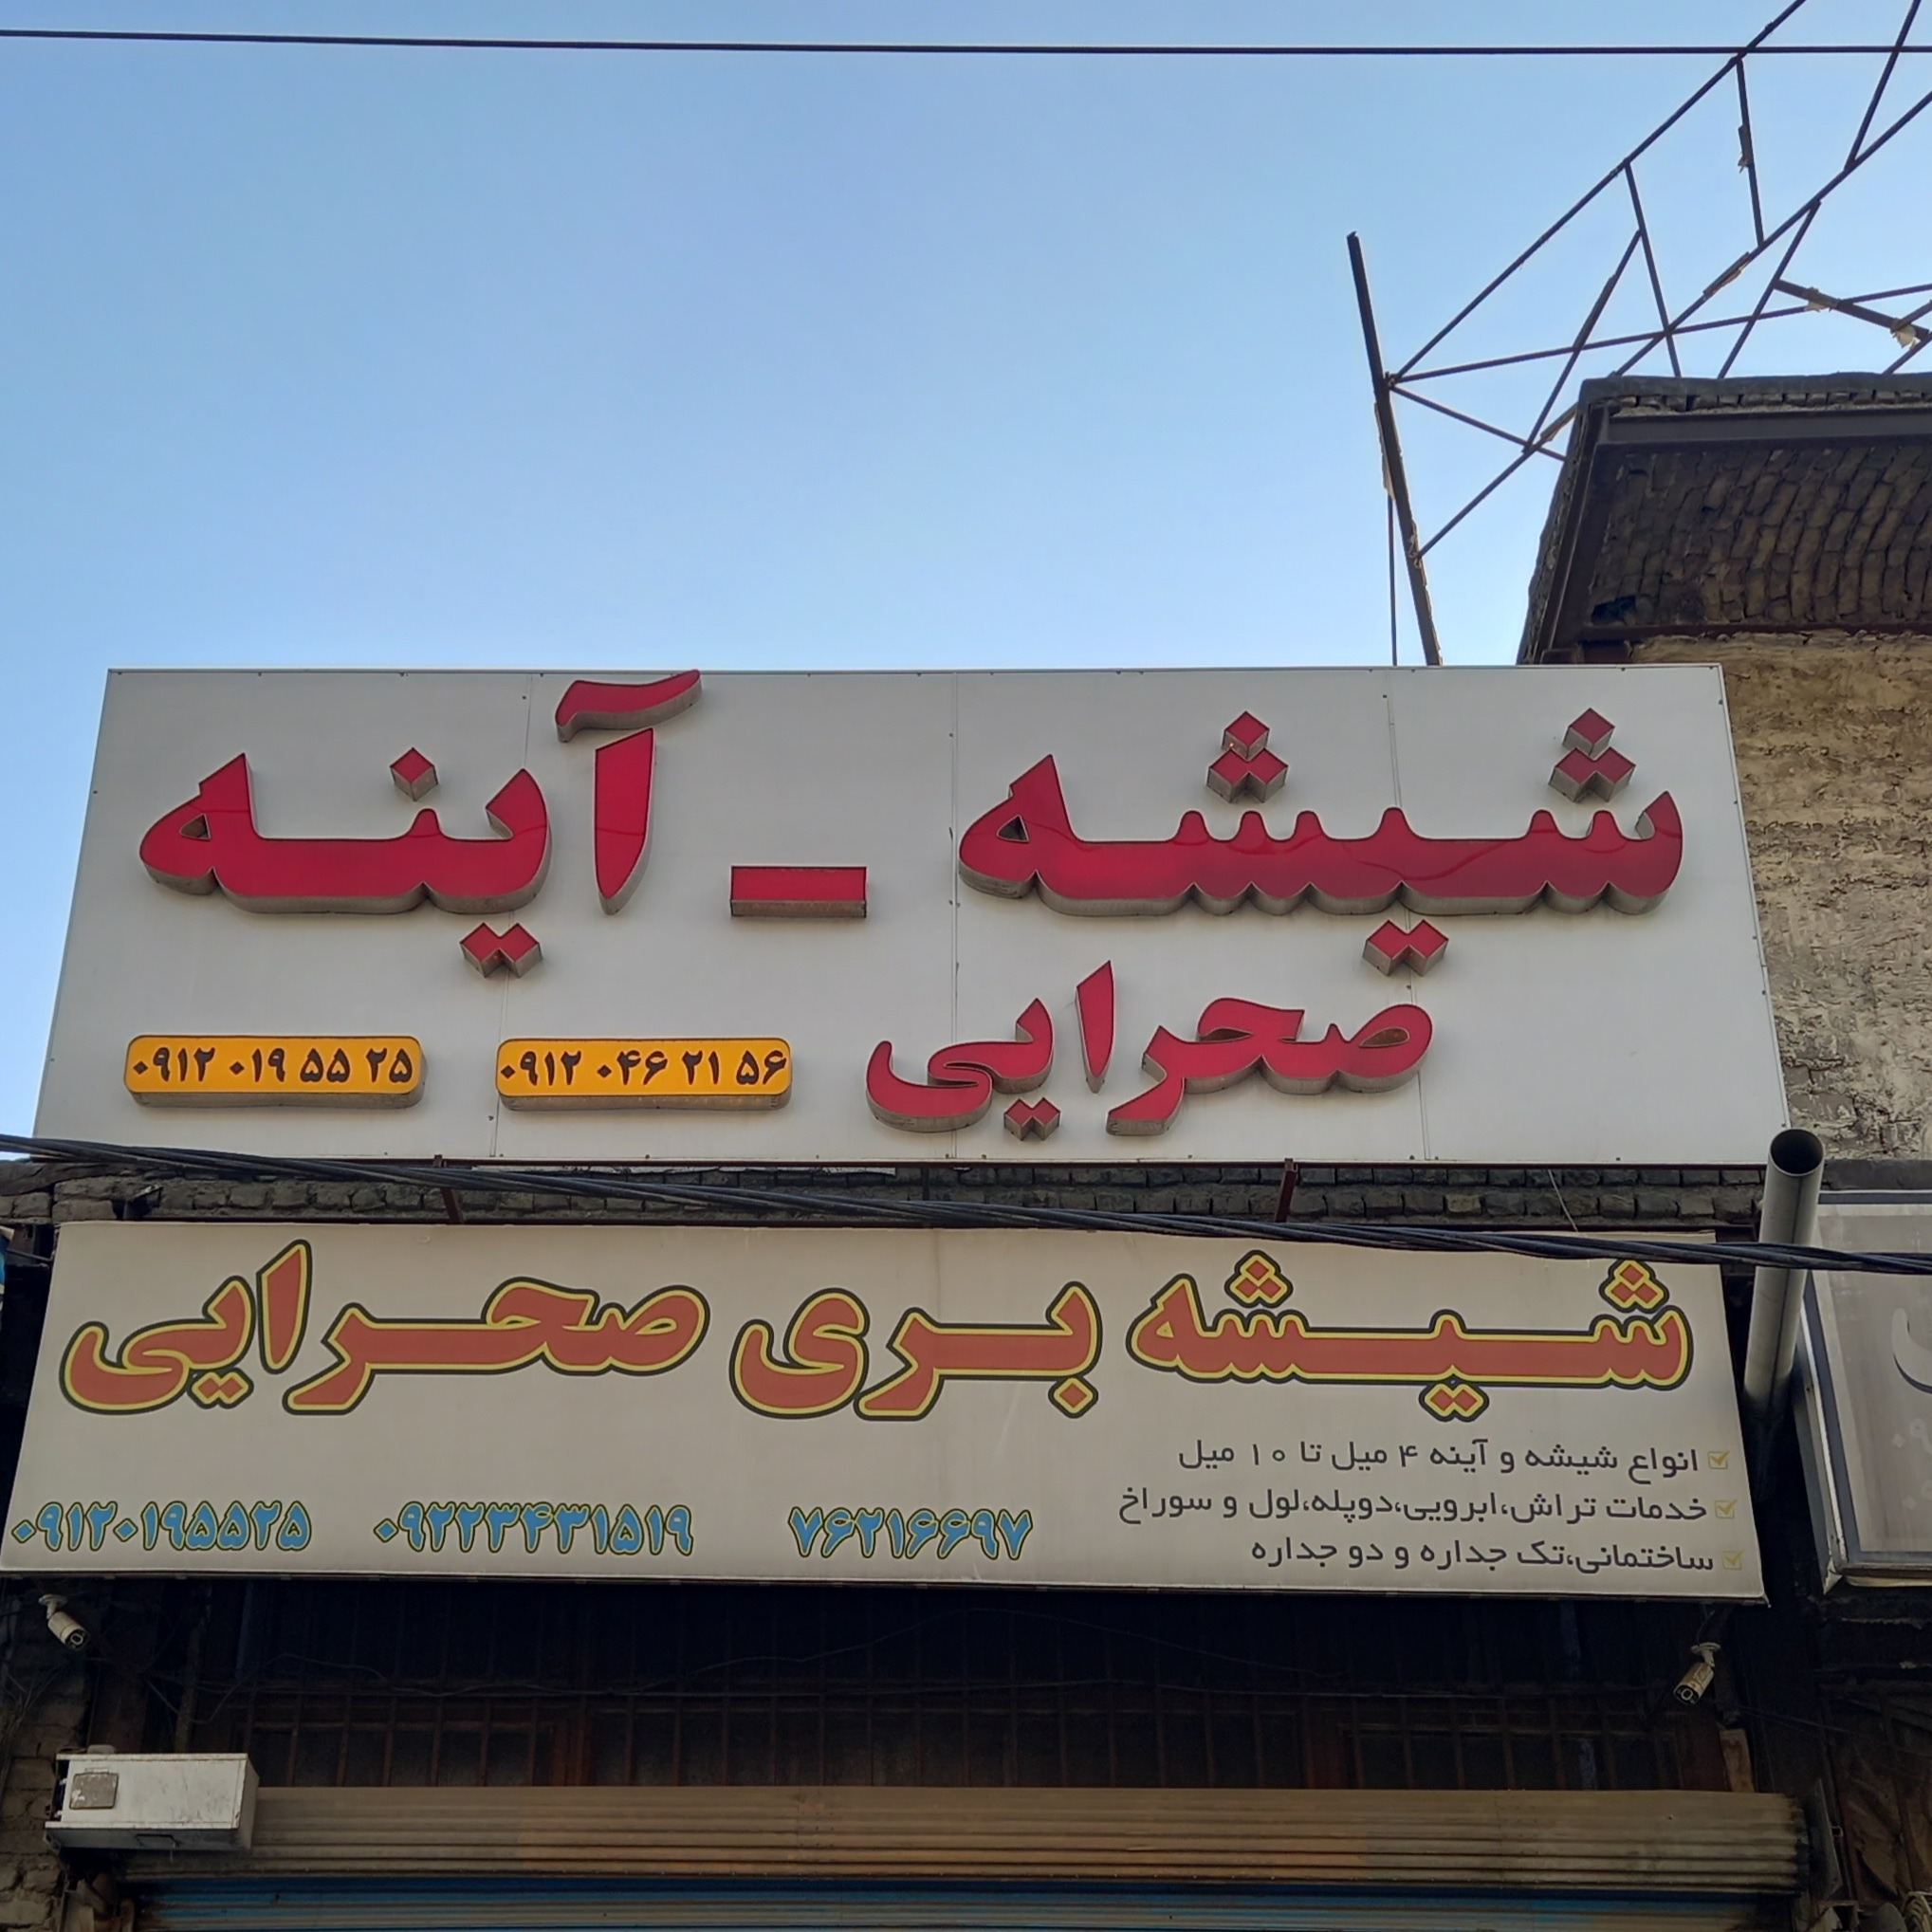 شیشه - آینه
صحرایی
۰۹۱۲ ۰۴۶ ۲۱ ۵۶
۰۹۱۲ ۰۱۹ ۵۵ ۲۵
شیشه بری صحرایی
انواع شیشه و آینه ۴ میل تا ۱۰ میل
خدمات تراش،ابرویی،دوپله،لول و سوراخ
ساختمانی،تک جداره و دو جداره
۷۶۲۱۶۶۹۷
۰۹۲۲۳۴۳۱۵۱۹
۰۹۱۲۰۱۹۵۵۲۵